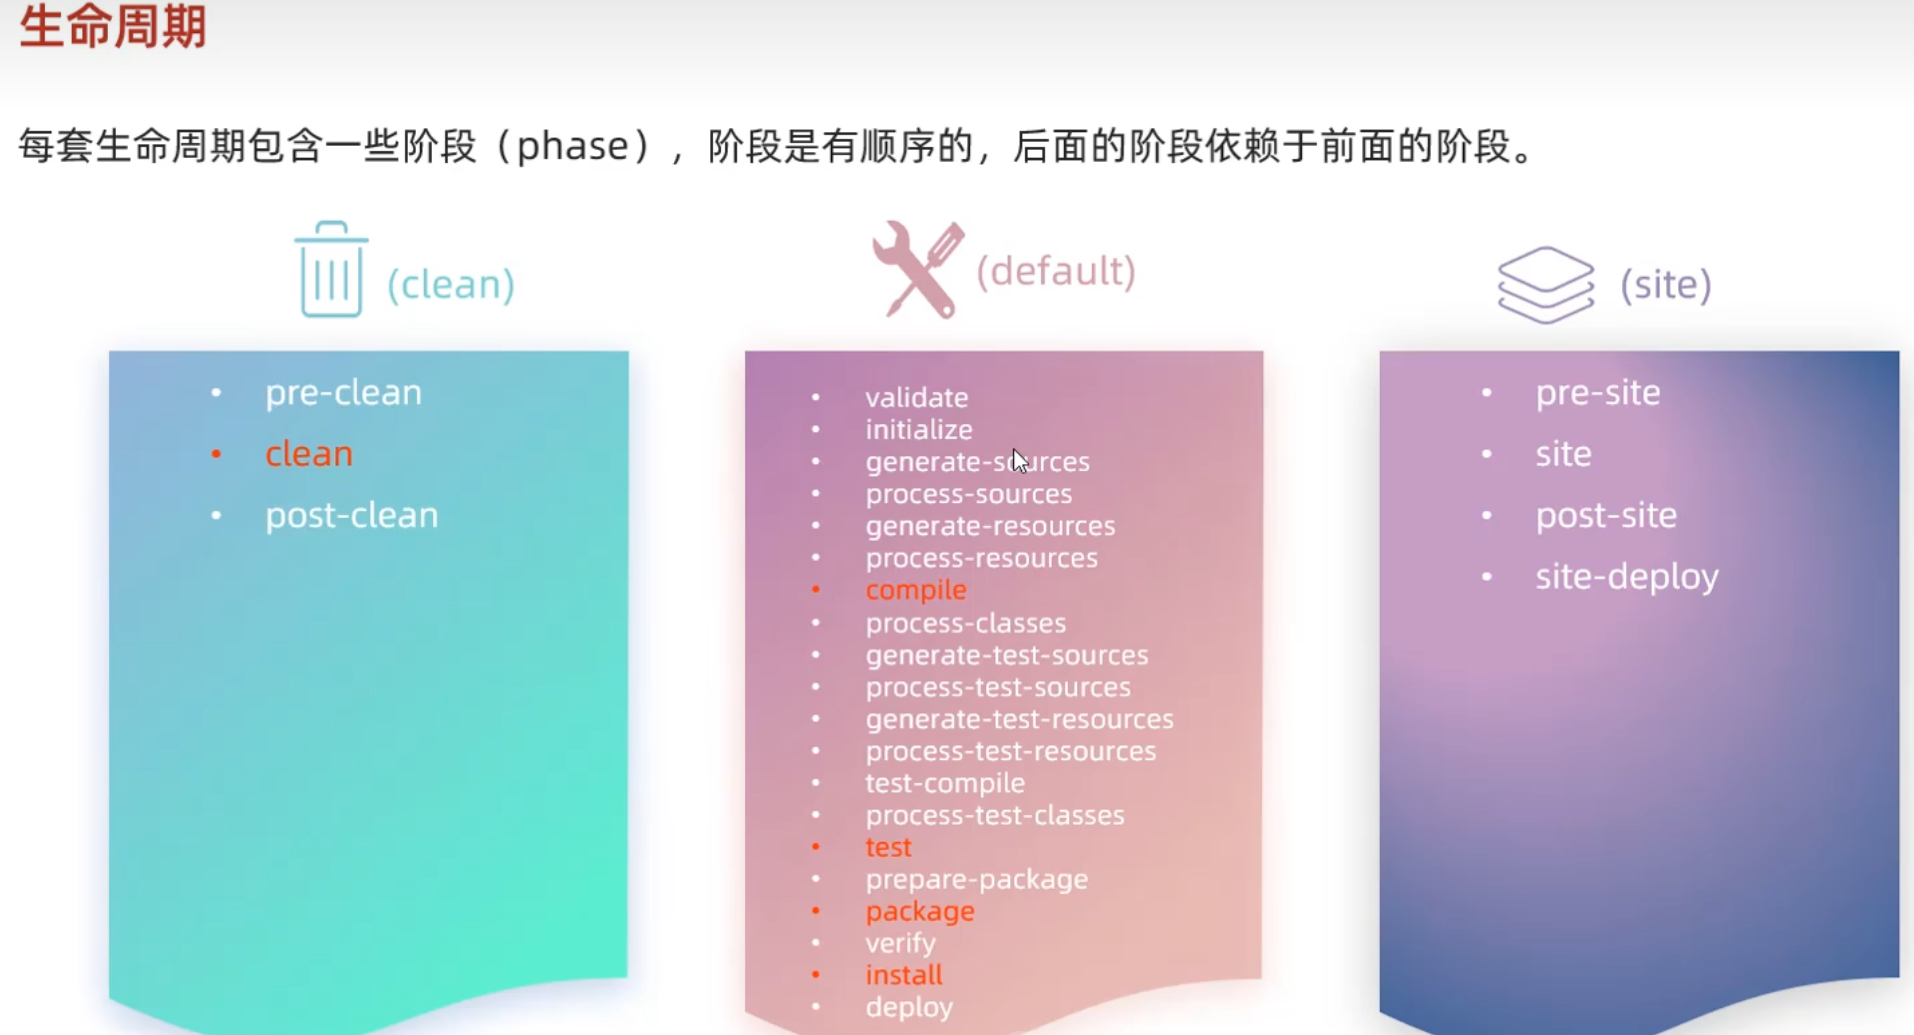 生命周期
每套生命周期包含一些阶段（phase），阶段是有顺序的，后面的阶段依赖于前面的阶段。
(clean)
• pre-clean
• clean
• post-clean
(default)
• validate
• initialize
• generate-sources
• process-sources
• generate-resources
• process-resources
• compile
• process-classes
• generate-test-sources
• process-test-sources
• generate-test-resources
• process-test-resources
• test-compile
• process-test-classes
• test
• prepare-package
• package
• verify
• install
• deploy
(site)
• pre-site
• site
• post-site
• site-deploy